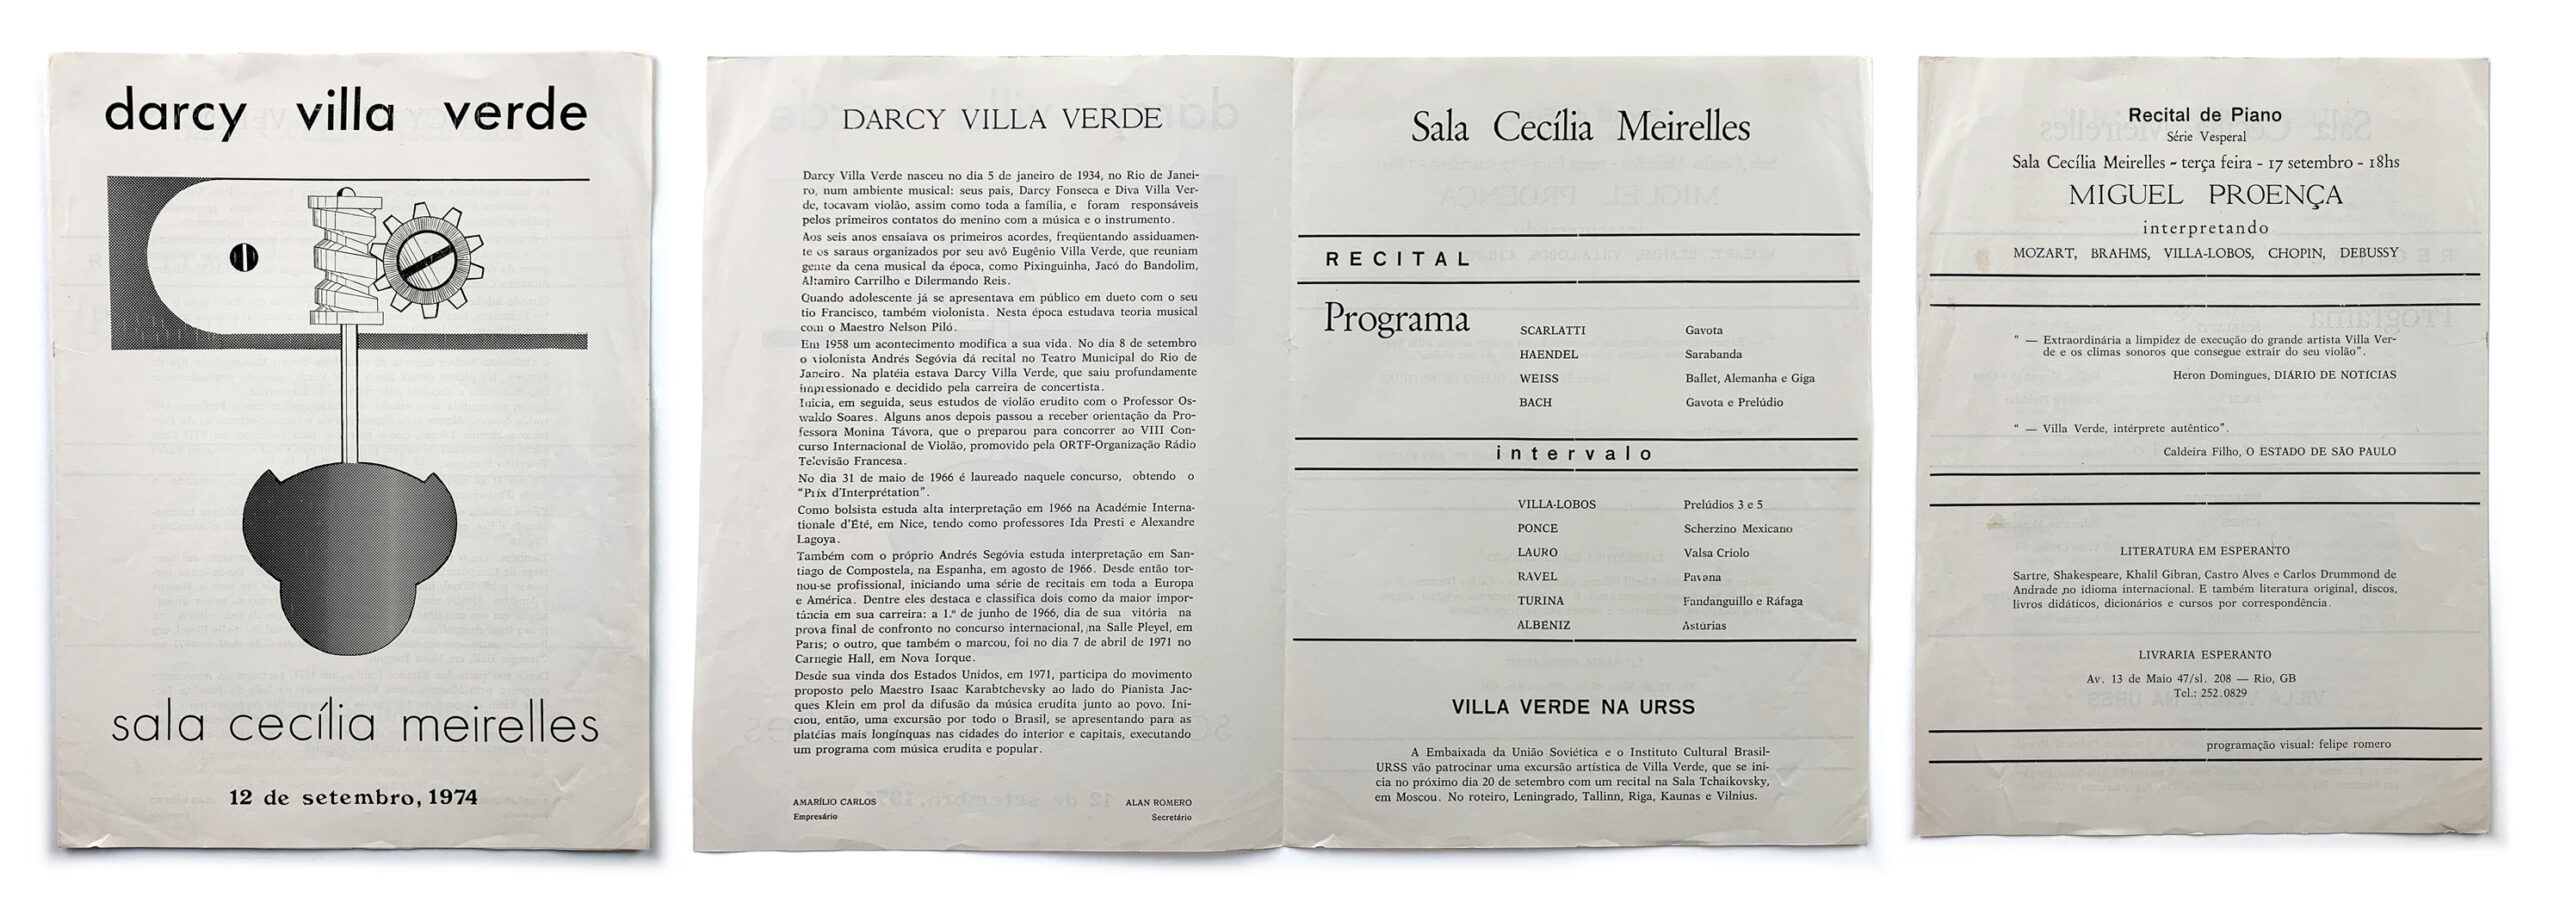 darcy villa verde
sala cecília meirelles
12 de setembro, 1974
DARCY VILLA VERDE
Darcy Villa Verde nasceu no dia 5 de janeiro de 1934, no Rio de Janei-
ro, num ambiente musical: seus pais, Darcy Fonseca e Diva Villa Ver-
de, tocavam violão, assim como toda a família, e foram responsáveis
pelos primeiros contatos do menino com a música e o instrumento.
Aos seis anos ensaiava os primeiros acordes, freqüentando assiduamen-
te os saraus organizados por seu avô Eugênio Villa Verde, que reuniam
gente da cena musical da época, como Pixinguinha, Jacó do Bandolim,
Altamiro Carrilho e Dilermando Reis.
Quando adolescente já se apresentava em público em dueto com o seu
tio Francisco, também violonista. Nesta época estudava teoria musical
com o Maestro Nelson Piló.
Em 1958 um acontecimento modifica a sua vida. No dia 8 de setembro
o violonista Andrés Segóvia dá recital no Teatro Municipal do Rio de
Janeiro. Na platéia estava Darcy Villa Verde, que saiu profundamente
impressionado e decidido pela carreira de concertista.
Inicia, em seguida, seus estudos de violão erudito com o Professor Os-
waldo Soares. Alguns anos depois passou a receber orientação da Pro-
fessora Monina Távora, que o preparou para concorrer ao VIII Con-
curso Internacional de Violão, promovido pela ORTF-Organização Rádio
Televisão Francesa.
No dia 31 de maio de 1966 é laureado naquele concurso, obtendo o
"Prix d'Interprétation".
Como bolsista estuda alta interpretação em 1966 na Académie Interna-
tionale d'Été, em Nice, tendo como professores Ida Presti e Alexandre
Lagoya.
Também com o próprio Andrés Segóvia estuda interpretação em San-
tiago de Compostela, na Espanha, em agosto de 1966. Desde então tor-
nou-se profissional, iniciando uma série de recitais em toda a Europa
e América. Dentre eles destaca e classifica dois como da maior impor-
tância em sua carreira: a 1.º de junho de 1966, dia de sua vitória na
prova final de confronto no concurso internacional, na Salle Pleyel, em
Paris; o outro, que também o marcou, foi no dia 7 de abril de 1971 no
Carnegie Hall, em Nova Iorque.
Desde sua vinda dos Estados Unidos, em 1971, participa do movimento
proposto pelo Maestro Isaac Karabtchevsky ao lado do Pianista Jac-
ques Klein em prol da difusão da música erudita junto ao povo. Ini-
ciou, então, uma excursão por todo o Brasil, se apresentando para as
platéias mais longínquas nas cidades do interior e capitais, executando
um programa com música erudita e popular.
AMARÍLIO CARLOS ALAN ROMERO
Empresário Secretário
Sala Cecília Meirelles
RECITAL
Programa
SCARLATTI Gavota
HAENDEL Sarabanda
WEISS Ballet, Alemanha e Giga
BACH Gavota e Prelúdio
intervalo
VILLA-LOBOS Prelúdios 3 e 5
PONCE Scherzino Mexicano
LAURO Valsa Criolo
RAVEL Pavana
TURINA Fandanguillo e Ráfaga
ALBÉNIZ Astúrias
VILLA VERDE NA URSS
A Embaixada da União Soviética e o Instituto Cultural Brasil-
URSS vão patrocinar uma excursão artística de Villa Verde, que se ini-
cia no próximo dia 20 de setembro com um recital na Sala Tchaikovsky,
em Moscou. No roteiro, Leningrado, Tallinn, Riga, Kaunas e Vilnius.
Recital de Piano
Série Vesperal
Sala Cecília Meirelles - terça feira - 17 setembro - 18hs
MIGUEL PROENÇA
interpretando
MOZART, BRAHMS, VILLA-LOBOS, CHOPIN, DEBUSSY
" — Extraordinária a limpidez de execução do grande artista Villa Ver-
de e os climas sonoros que consegue extrair do seu violão".
Heron Domingues, DIÁRIO DE NOTÍCIAS
" — Villa Verde, intérprete autêntico".
Caldeira Filho, O ESTADO DE SÃO PAULO
LITERATURA EM ESPERANTO
Sartre, Shakespeare, Khalil Gibran, Castro Alves e Carlos Drummond de
Andrade no idioma internacional. E também literatura original, discos,
livros didáticos, dicionários e cursos por correspondência.
LIVRARIA ESPERANTO
Av. 13 de Maio 47/sl. 208 — Rio, GB
Tel.: 252.0829
programação visual: felipe romero